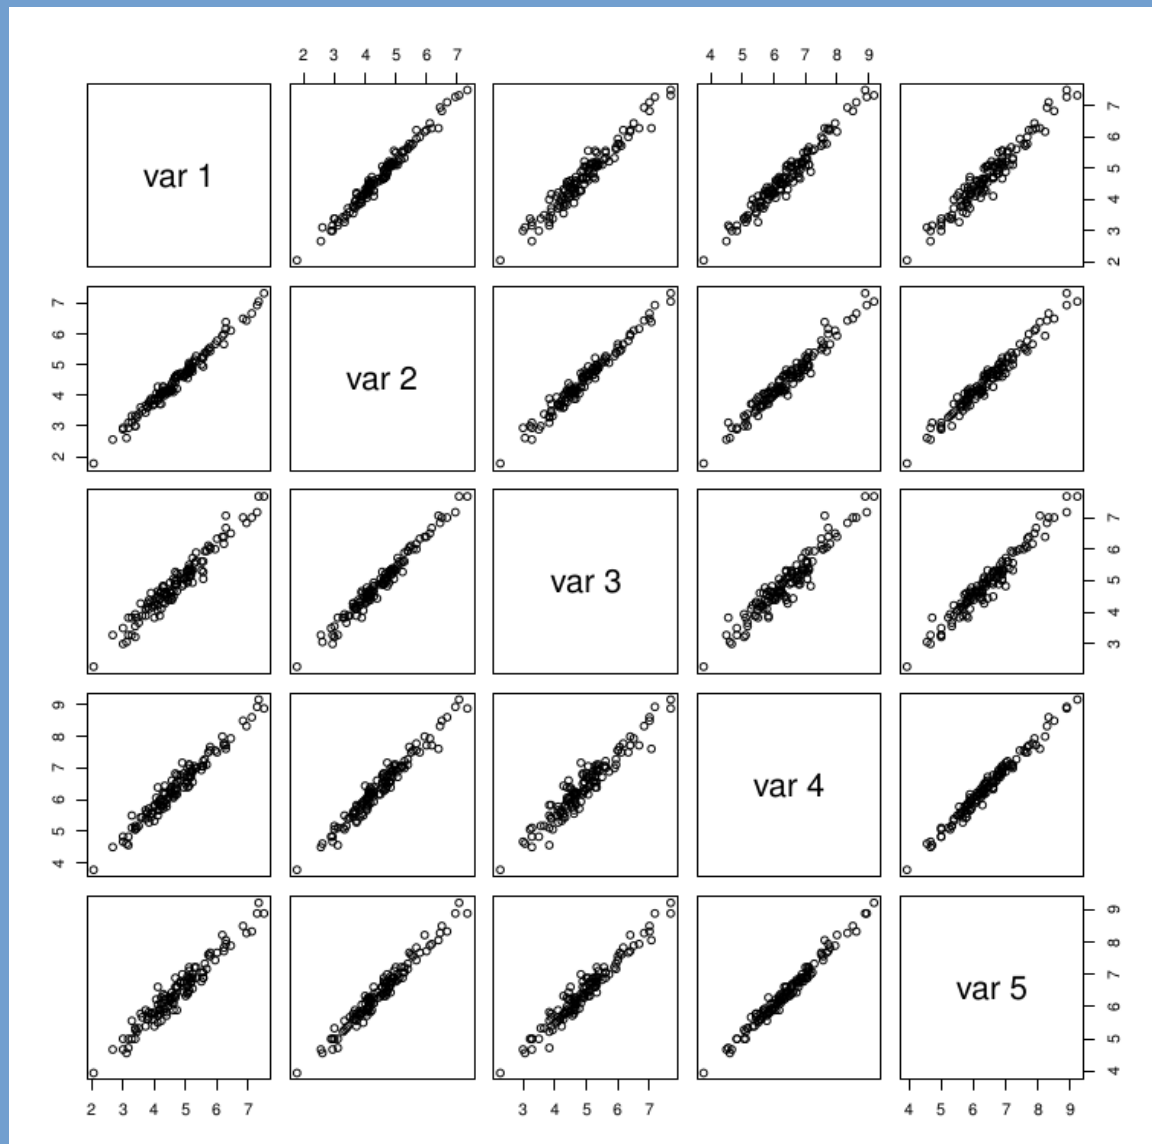 2 3 4 5 6 7 4 5 6 7 8 9
var 1
2 3 4 5 6 7
2 3 4 5 6 7
var 2
var 3
3 4 5 6 7
4 5 6 7 8 9
var 4
var 5
4 5 6 7 8 9
2 3 4 5 6 7 3 4 5 6 7 4 5 6 7 8 9